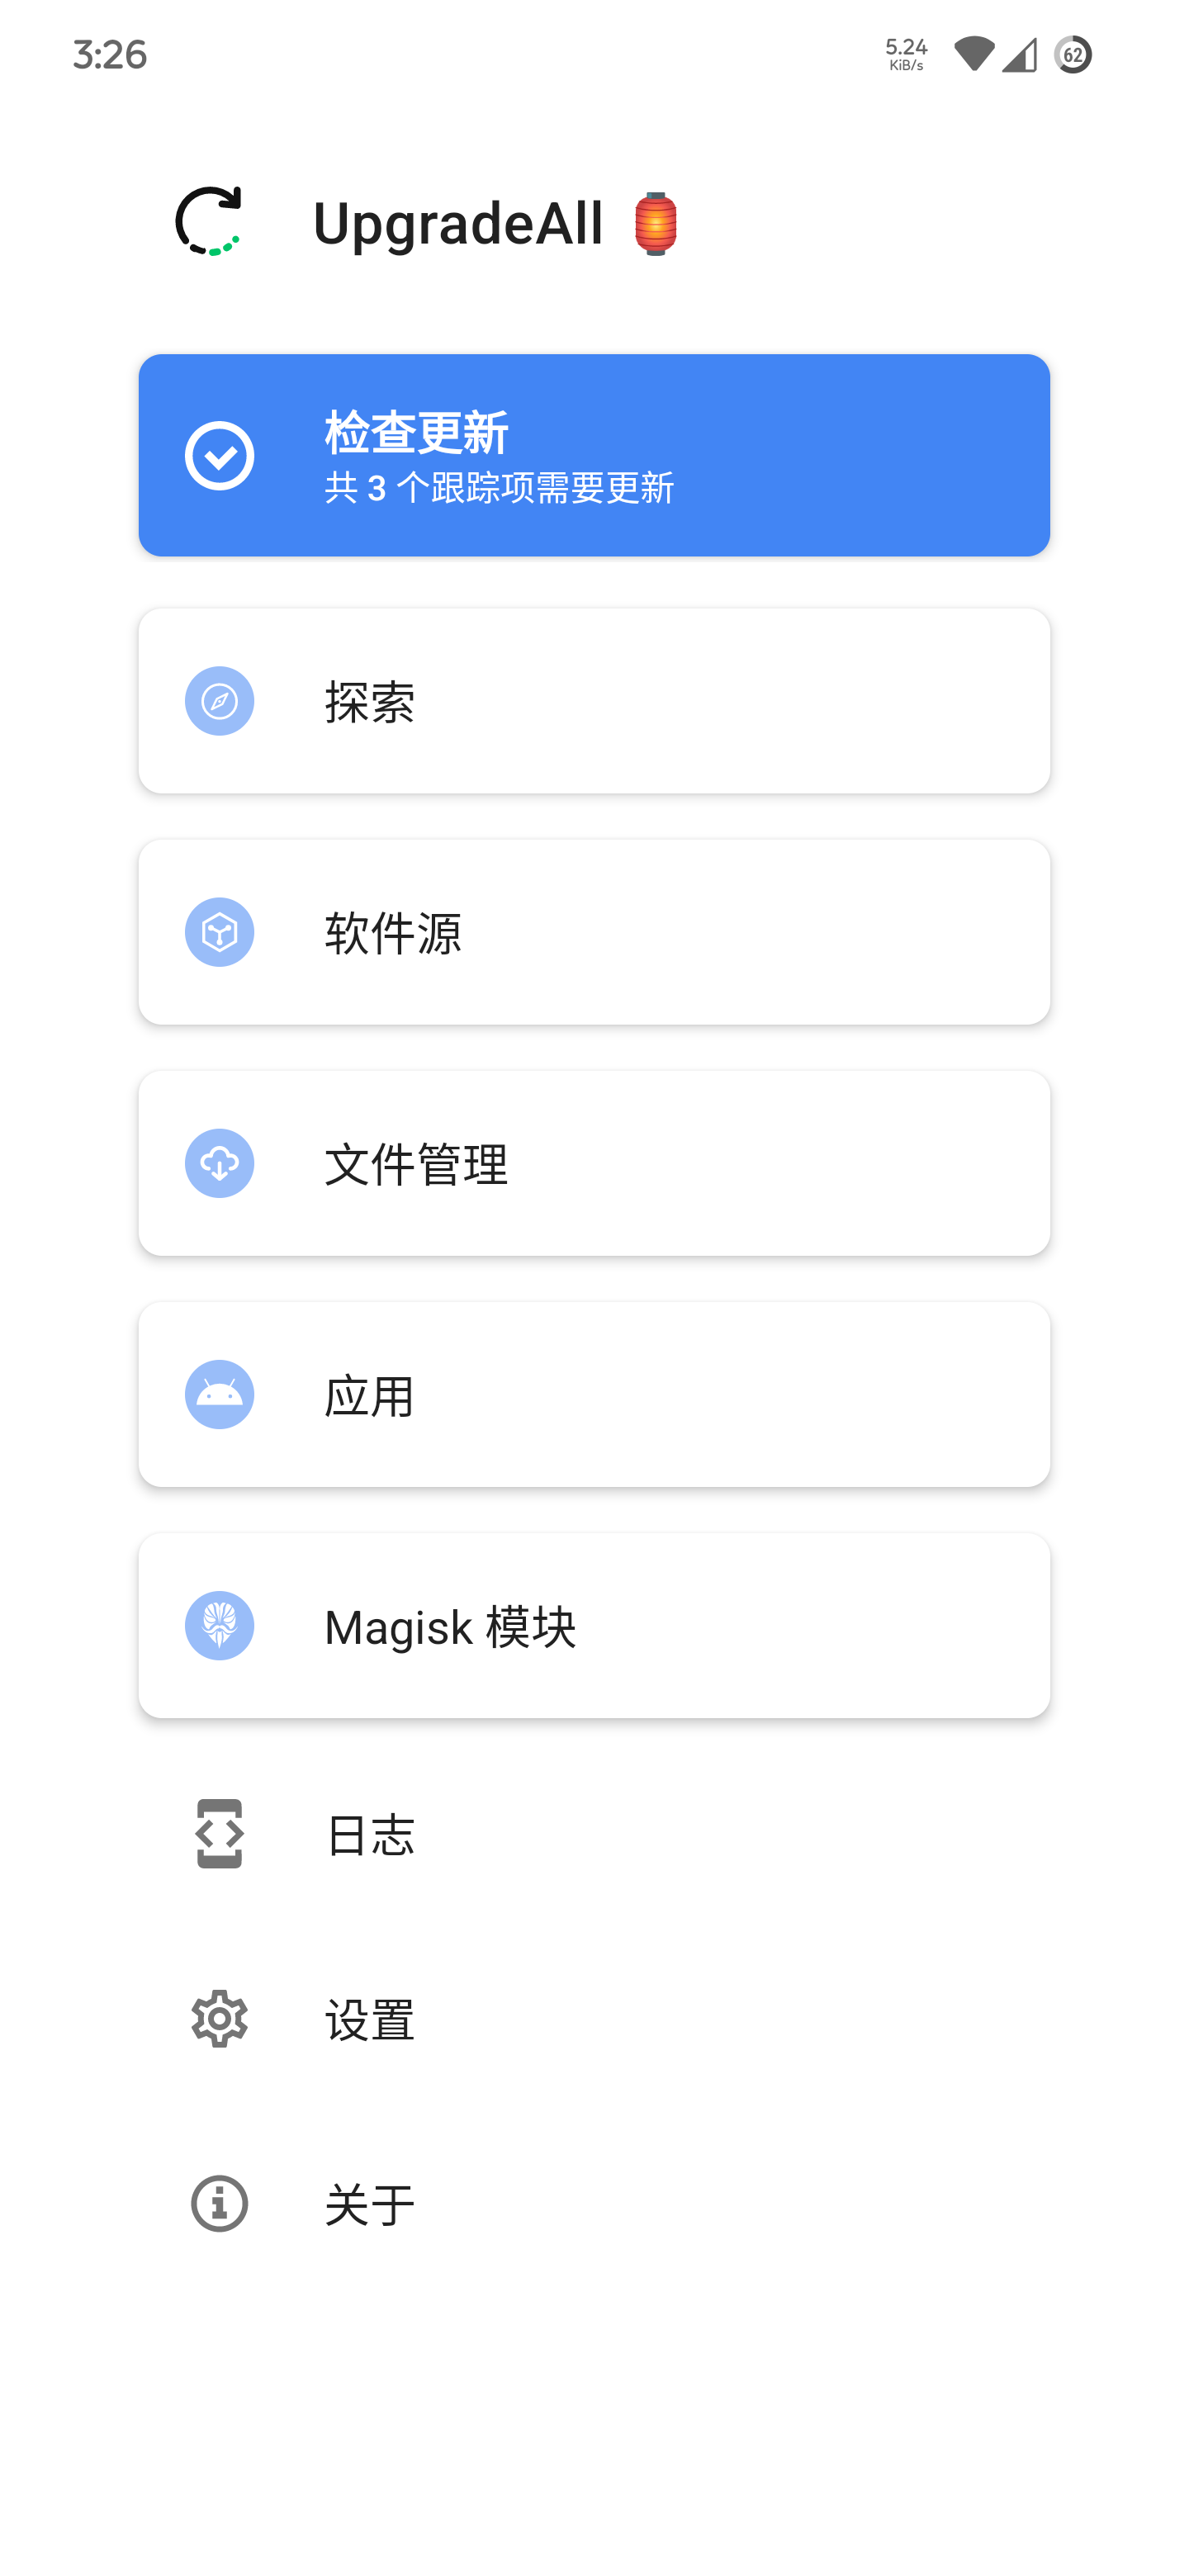 3:26
5.24
KiB/s
62
UpgradeAll 🏮
检查更新
共 3 个跟踪项需要更新
探索
软件源
文件管理
应用
Magisk 模块
日志
设置
关于